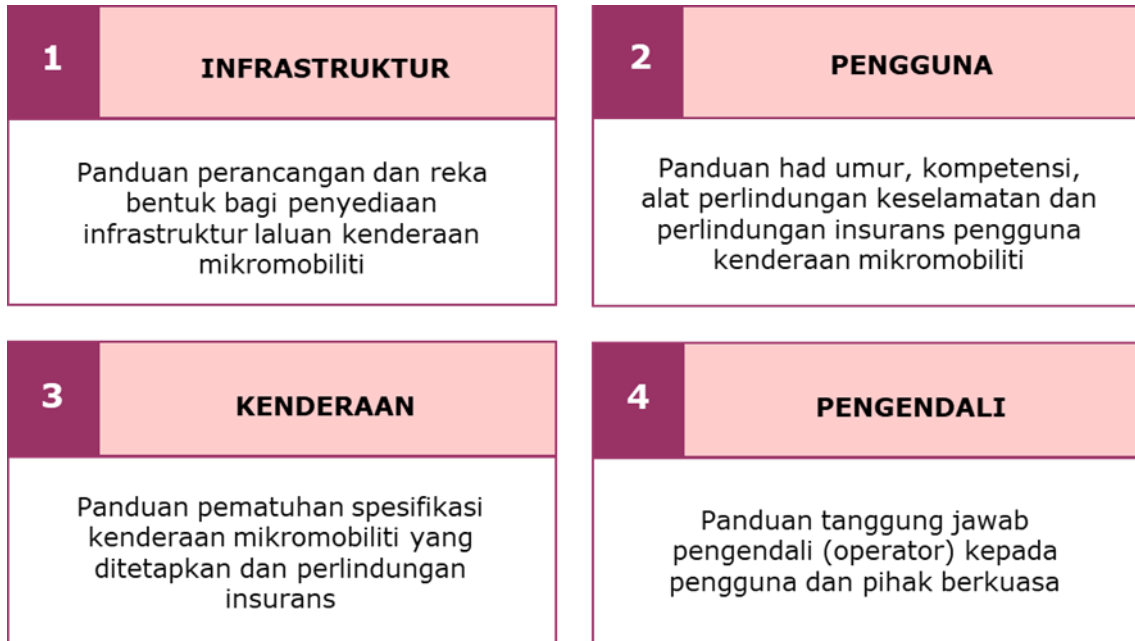 1
INFRASTRUKTUR
Panduan perancangan dan reka
bentuk bagi penyediaan
infrastruktur laluan kenderaan
mikromobiliti
2
PENGGUNA
Panduan had umur, kompetensi,
alat perlindungan keselamatan dan
perlindungan insurans pengguna
kenderaan mikromobiliti
3
KENDERAAN
Panduan pematuhan spesifikasi
kenderaan mikromobiliti yang
ditetapkan dan perlindungan
insurans
4
PENGENDALI
Panduan tanggung jawab
pengendali (operator) kepada
pengguna dan pihak berkuasa